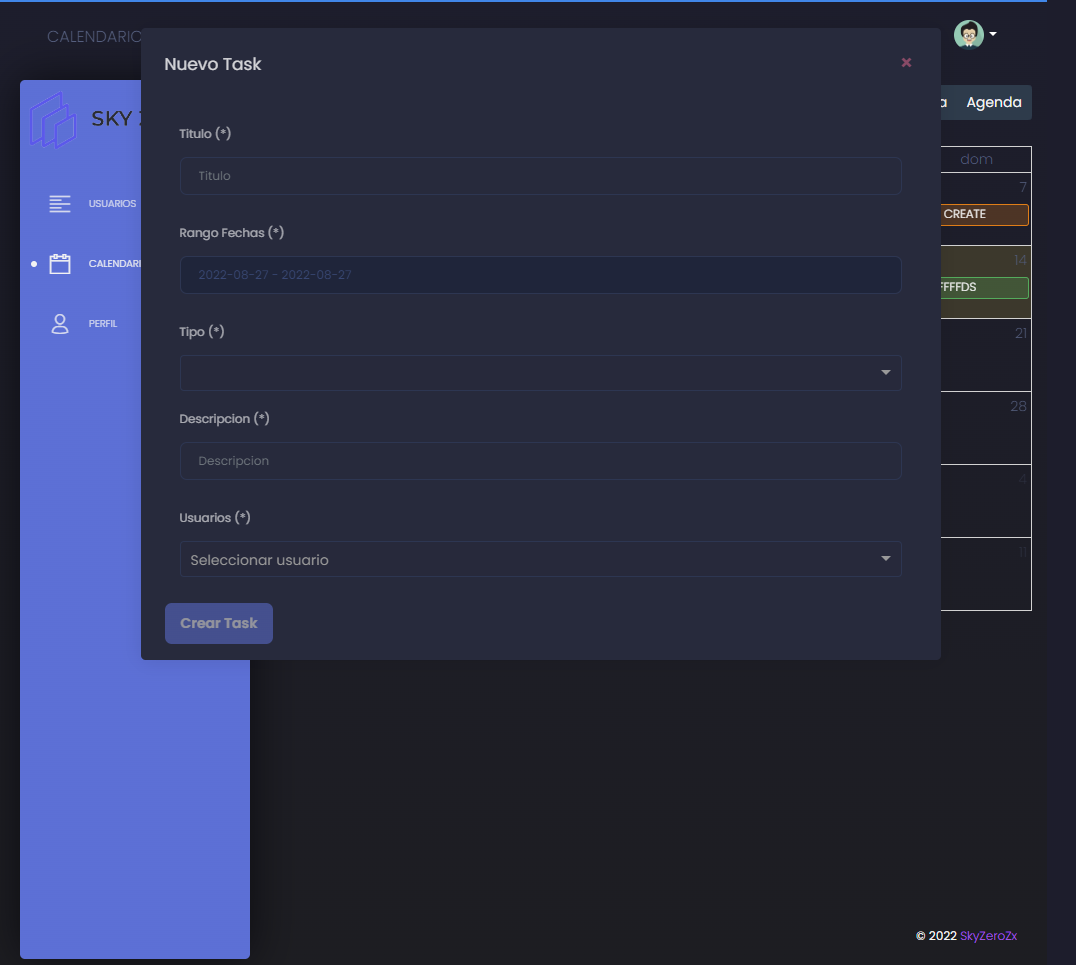 CALENDARIO
Nuevo Task
×
SKY
Agenda
Titulo (*)
Titulo
dom
7
USUARIOS
CREATE
Rango Fechas (*)
2022-08-27 - 2022-08-27
CALENDARI
14
FFFFDS
PERFIL
Tipo (*)
21
Descripcion (*)
28
Descripcion
4
Usuarios (*)
11
Seleccionar usuario
Crear Task
© 2022 SkyZeroZx